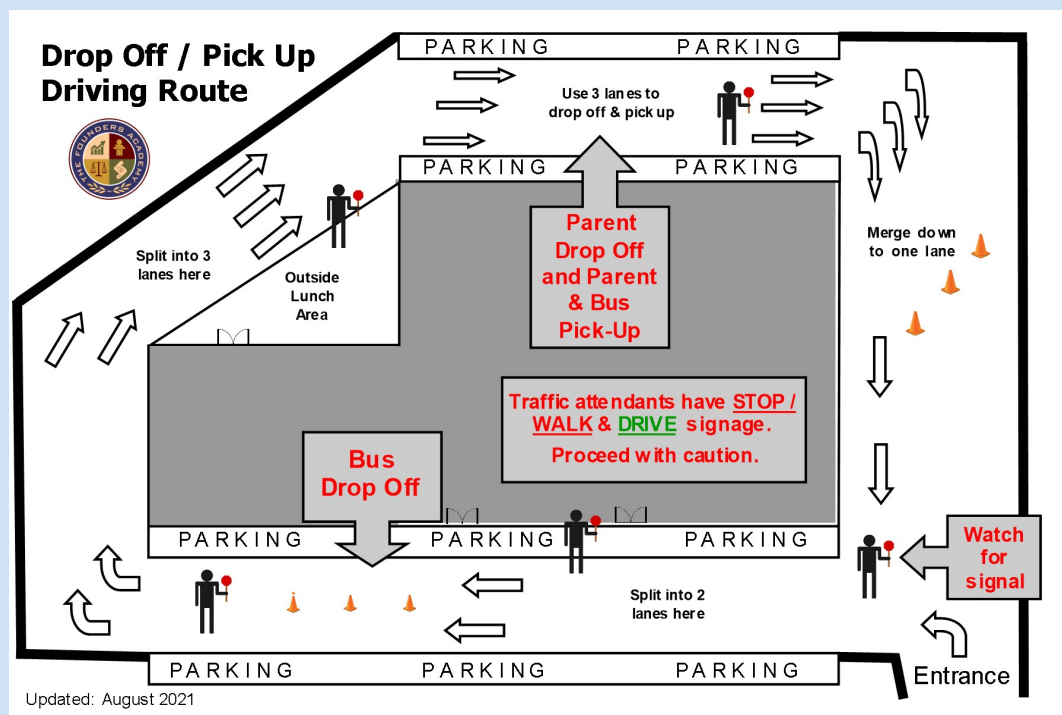 Drop Off / Pick Up
Driving Route
THE FOUNDERS ACADEMY
PARKING
PARKING
Use 3 lanes to
drop off & pick up
PARKING
PARKING
Split into 3
lanes here
Outside
Lunch
Area
Parent
Drop Off
and Parent
& Bus
Pick-Up
Merge down
to one lane
Traffic attendants have STOP /
WALK & DRIVE signage.
Proceed with caution.
Bus
Drop Off
PARKING
PARKING
PARKING
Watch
for
signal
Split into 2
lanes here
PARKING
PARKING
PARKING
Entrance
Updated: August 2021